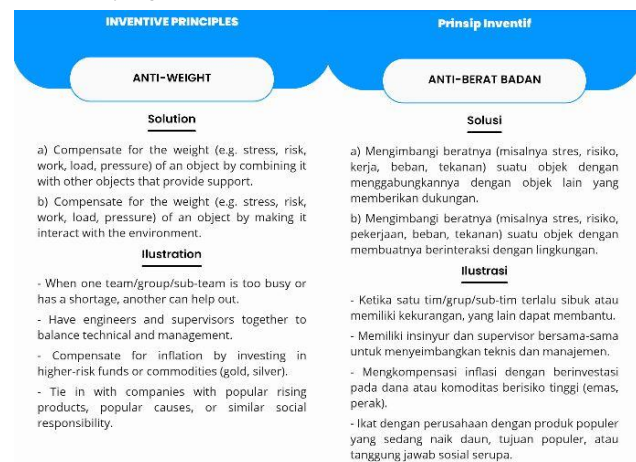 INVENTIVE PRINCIPLES
ANTI-WEIGHT
Solution
a) Compensate for the weight (e.g. stress, risk,
work, load, pressure) of an object by combining it
with other objects that provide support.
b) Compensate for the weight (e.g. stress, risk,
work, load, pressure) of an object by making it
interact with the environment.
Ilustration
- When one team/group/sub-team is too busy or
has a shortage, another can help out.
- Have engineers and supervisors together to
balance technical and management.
- Compensate for inflation by investing in
higher-risk funds or commodities (gold, silver).
- Tie in with companies with popular rising
products, popular causes, or similar social
responsibility.
Prinsip Inventif
ANTI-BERAT BADAN
Solusi
a) Mengimbangi beratnya (misalnya stres, risiko,
kerja, beban, tekanan) suatu objek dengan
menggabungkannya dengan objek lain yang
memberikan dukungan.
b) Mengimbangi beratnya (misalnya stres, risiko,
pekerjaan, beban, tekanan) suatu objek dengan
membuatnya berinteraksi dengan lingkungan.
Ilustrasi
- Ketika satu tim/grup/sub-tim terlalu sibuk atau
memiliki kekurangan, yang lain dapat membantu.
- Memiliki insinyur dan supervisor bersama-sama
untuk menyeimbangkan teknis dan manajemen.
- Mengkompensasi inflasi dengan berinvestasi
pada dana atau komoditas berisiko tinggi (emas,
perak).
- Ikat dengan perusahaan dengan produk populer
yang sedang naik daun, tujuan populer, atau
tanggung jawab sosial serupa.